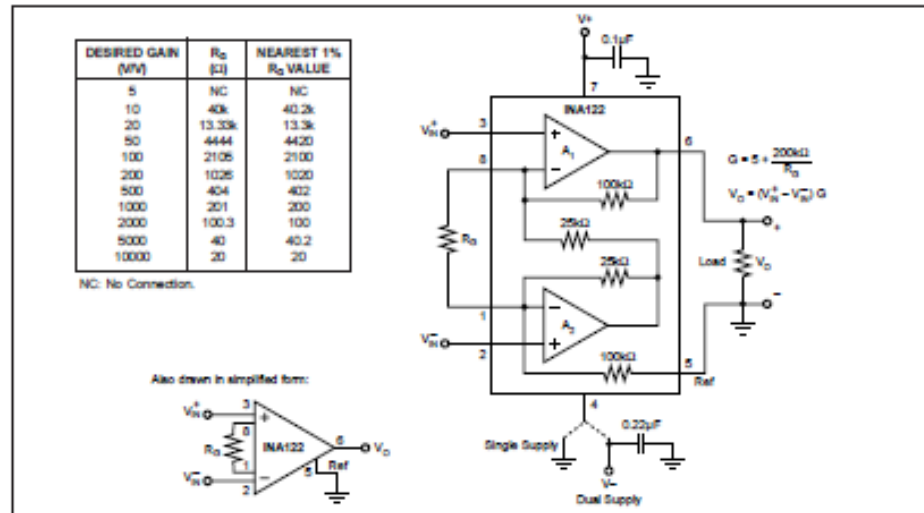 DESIRED GAIN (V/V) RG (Ω) NEAREST 1% RG VALUE
5 NC NC
10 40k 40.2k
20 13.33k 13.3k
50 4444 4420
100 2105 2100
200 1026 1020
500 404 402
1000 201 200
2000 100.3 100
5000 40 40.2
10000 20 20
NC: No Connection.
V+
0.1µF
7
INA122
VIN+ 3
A1
6
8
100kΩ
25kΩ
RG
25kΩ
1
A2
VIN− 2
100kΩ
5
Ref
4
Single Supply
0.22µF
V−
Dual Supply
G = 5 + 200kΩ / RG
VO = (VIN+ − VIN−) G
+
Load VO
−
Also drawn in simplified form:
VIN+ 3
8
RG
INA122
6 VO
1
5 Ref
VIN− 2
+
−